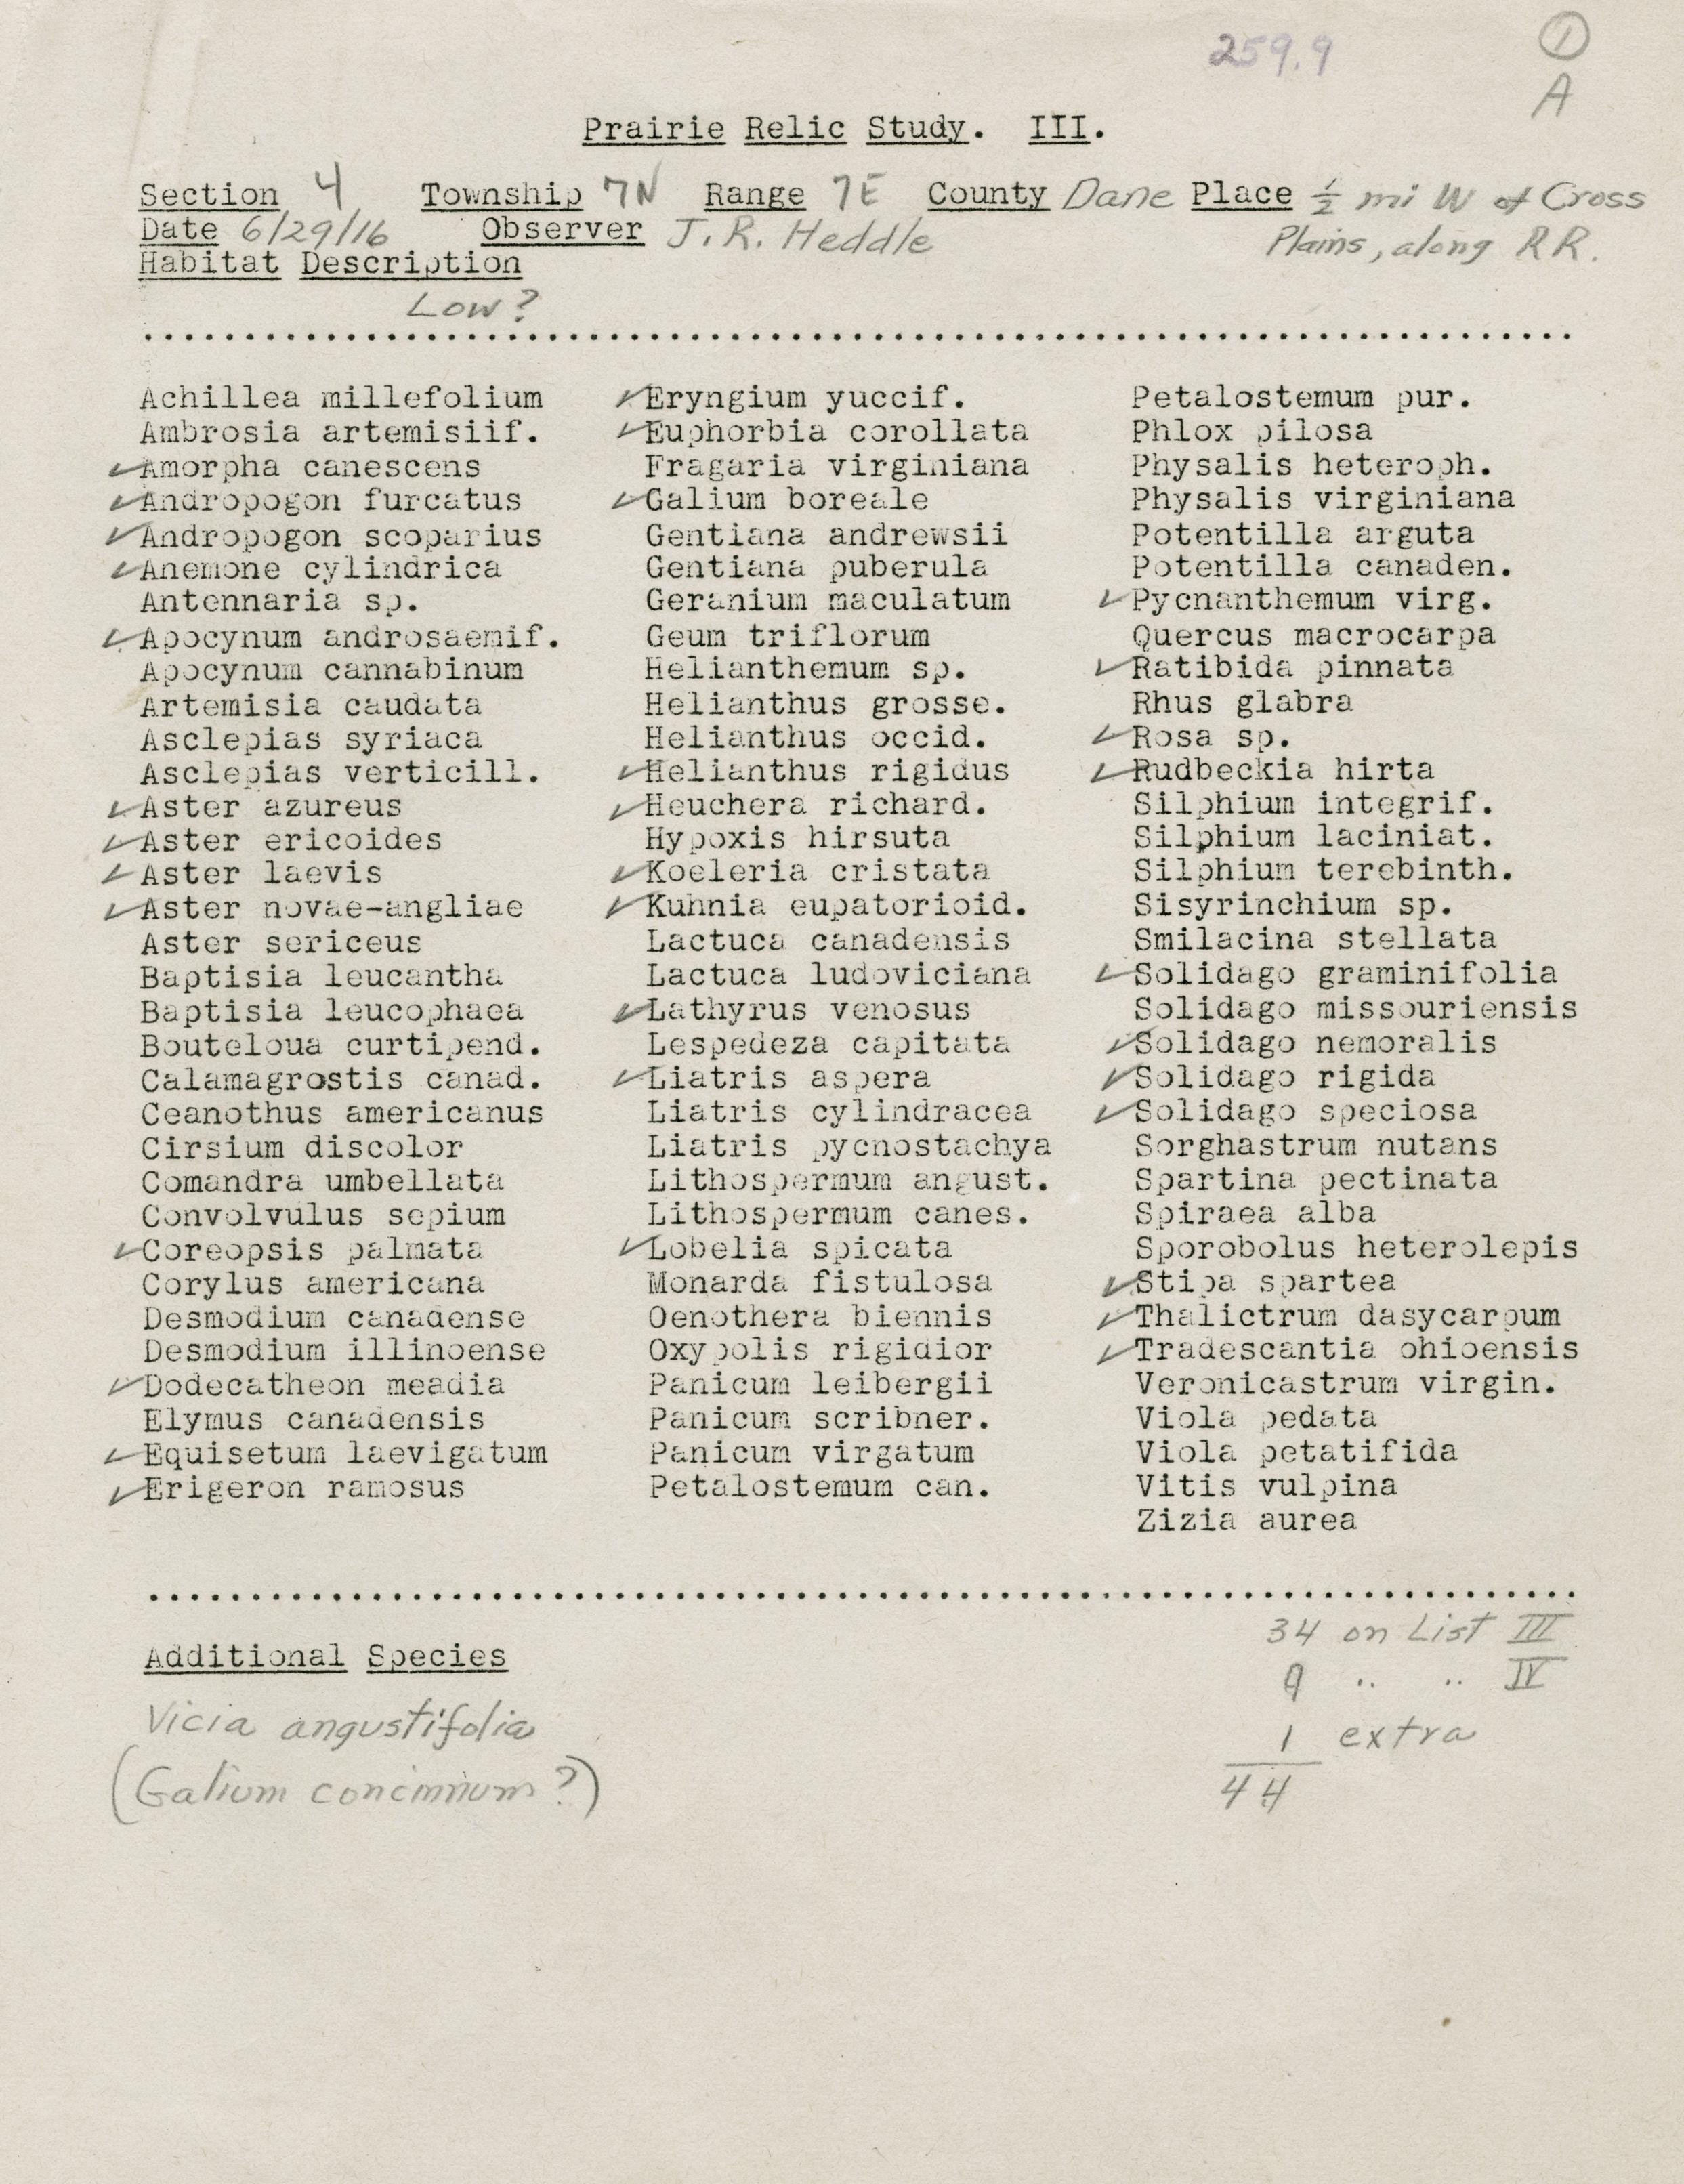 259.9
1
A
Prairie Relic Study. III.
Section 4 Township 7N Range 7E County Dane Place ½ mi W of Cross
Date 6/29/16 Observer J. R. Heddle Plains, along RR.
Habitat Description
Low?
Achillea millefolium
Ambrosia artemisiif.
✓Amorpha canescens
✓Andropogon furcatus
✓Andropogon scoparius
✓Anemone cylindrica
Antennaria sp.
✓Apocynum androsaemif.
Apocynum cannabinum
Artemisia caudata
Asclepias syriaca
Asclepias verticill.
✓Aster azureus
✓Aster ericoides
✓Aster laevis
✓Aster novae-angliae
Aster sericeus
Baptisia leucantha
Baptisia leucophaea
Bouteloua curtipend.
Calamagrostis canad.
Ceanothus americanus
Cirsium discolor
Comandra umbellata
Convolvulus sepium
✓Coreopsis palmata
Corylus americana
Desmodium canadense
Desmodium illinoense
✓Dodecatheon meadia
Elymus canadensis
✓Equisetum laevigatum
✓Erigeron ramosus
✓Eryngium yuccif.
✓Euphorbia corollata
Fragaria virginiana
✓Galium boreale
Gentiana andrewsii
Gentiana puberula
Geranium maculatum
Geum triflorum
Helianthemum sp.
Helianthus grosse.
Helianthus occid.
✓Helianthus rigidus
✓Heuchera richard.
Hypoxis hirsuta
✓Koeleria cristata
✓Kuhnia eupatorioid.
Lactuca canadensis
Lactuca ludoviciana
✓Lathyrus venosus
Lespedeza capitata
✓Liatris aspera
Liatris cylindracea
Liatris pycnostachya
Lithospermum angust.
Lithospermum canes.
✓Lobelia spicata
Monarda fistulosa
Oenothera biennis
Oxypolis rigidior
Panicum leibergii
Panicum scribner.
Panicum virgatum
Petalostemum can.
Petalostemum pur.
Phlox pilosa
Physalis heteroph.
Physalis virginiana
Potentilla arguta
Potentilla canaden.
✓Pycnanthemum virg.
Quercus macrocarpa
✓Ratibida pinnata
Rhus glabra
✓Rosa sp.
✓Rudbeckia hirta
Silphium integrif.
Silphium laciniat.
Silphium terebinth.
Sisyrinchium sp.
Smilacina stellata
✓Solidago graminifolia
Solidago missouriensis
✓Solidago nemoralis
✓Solidago rigida
✓Solidago speciosa
Sorghastrum nutans
Spartina pectinata
Spiraea alba
Sporobolus heterolepis
✓Stipa spartea
✓Thalictrum dasycarpum
✓Tradescantia ohioensis
Veronicastrum virgin.
Viola pedata
Viola petatifida
Vitis vulpina
Zizia aurea
Additional Species
Vicia angustifolia
(Galium concinnum?)
34 on List III
9 .. .. IV
1 extra
44